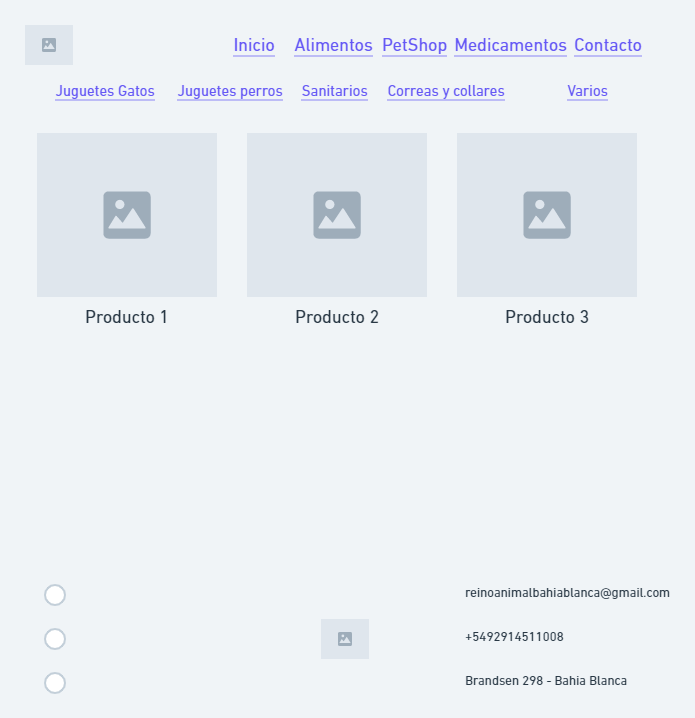 Inicio Alimentos PetShop Medicamentos Contacto
Juguetes Gatos Juguetes perros Sanitarios Correas y collares Varios
Producto 1 Producto 2 Producto 3
reinoanimalbahiablanca@gmail.com
+5492914511008
Brandsen 298 - Bahia Blanca